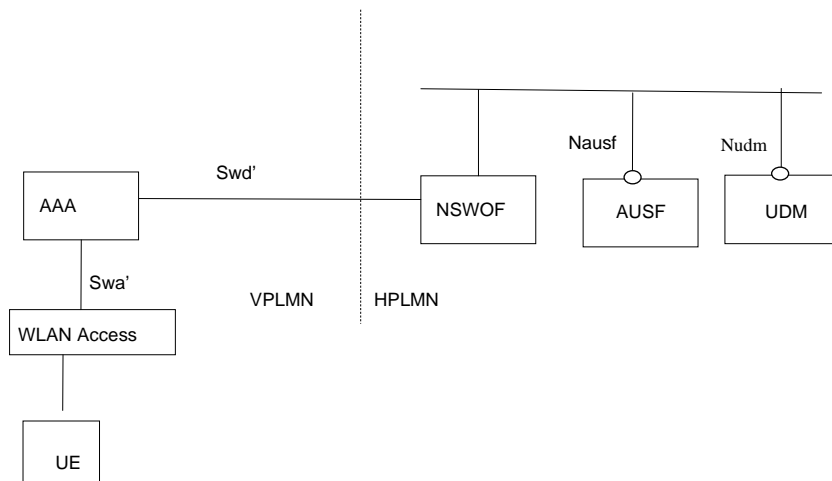 Nausf
Nudm
Swd’
AAA
NSWOF
AUSF
UDM
Swa’
VPLMN
HPLMN
WLAN Access
UE